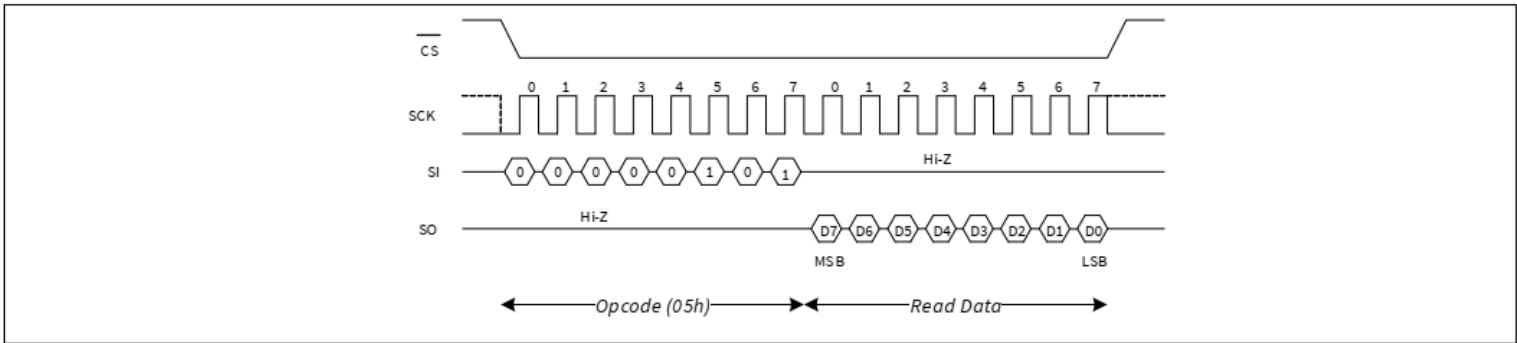 CS
0 1 2 3 4 5 6 7 0 1 2 3 4 5 6 7
SCK
Hi-Z
SI 0 0 0 0 0 1 0 1
Hi-Z
SO D7 D6 D5 D4 D3 D2 D1 D0
MSB LSB
Opcode (05h) Read Data